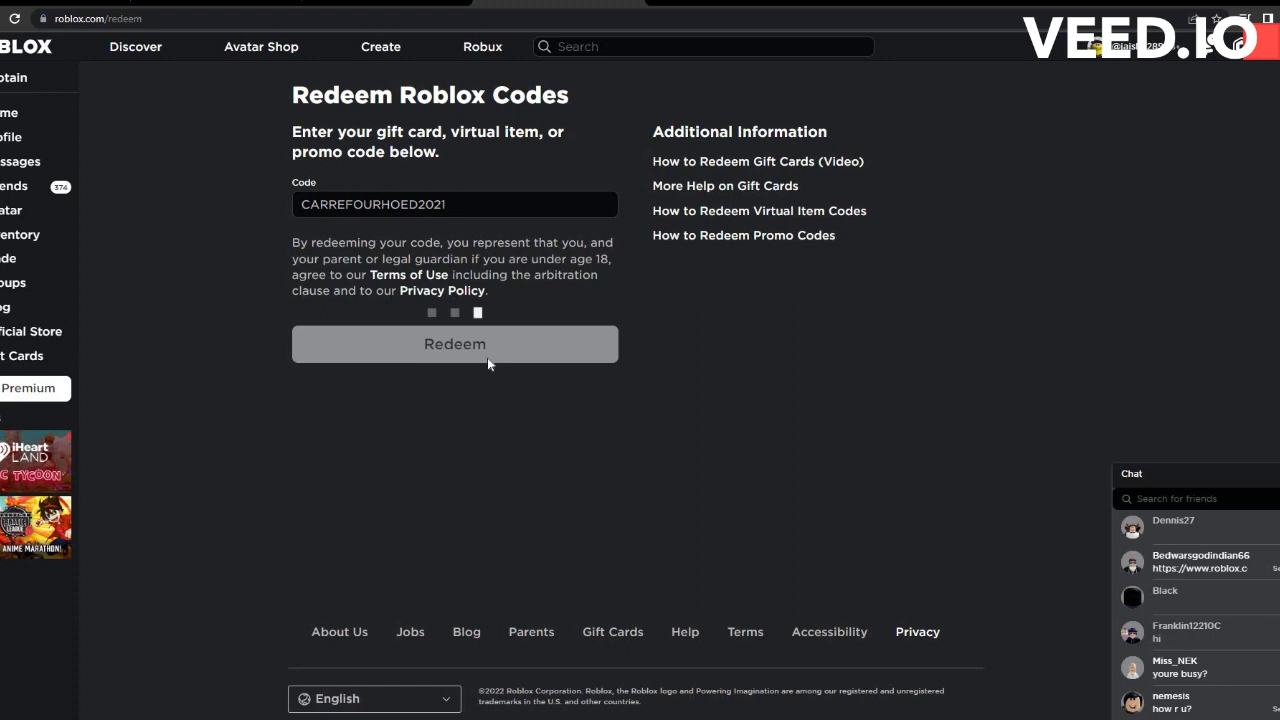 roblox.com/redeem
VEED.IO
BLOX
Discover
Avatar Shop
Create
Robux
Search
ptain
me
ofile
ssages
ends
374
atar
entory
de
oups
og
ficial Store
t Cards
Premium
iHeart
LAND
C TYCOON
ANIME MARATHON!
Redeem Roblox Codes
Enter your gift card, virtual item, or
promo code below.
Code
CARREFOURHOED2021
By redeeming your code, you represent that you, and
your parent or legal guardian if you are under age 18,
agree to our Terms of Use including the arbitration
clause and to our Privacy Policy.
Redeem
Additional Information
How to Redeem Gift Cards (Video)
More Help on Gift Cards
How to Redeem Virtual Item Codes
How to Redeem Promo Codes
Chat
Search for friends
Dennis27
Bedwarsgodindian66
https://www.roblox.c
Black
Franklin12210C
hi
Miss_NEK
youre busy?
nemesis
how r u?
About Us
Jobs
Blog
Parents
Gift Cards
Help
Terms
Accessibility
Privacy
English
©2022 Roblox Corporation. Roblox, the Roblox logo and Powering Imagination are among our registered and unregistered
trademarks in the U.S. and other countries.